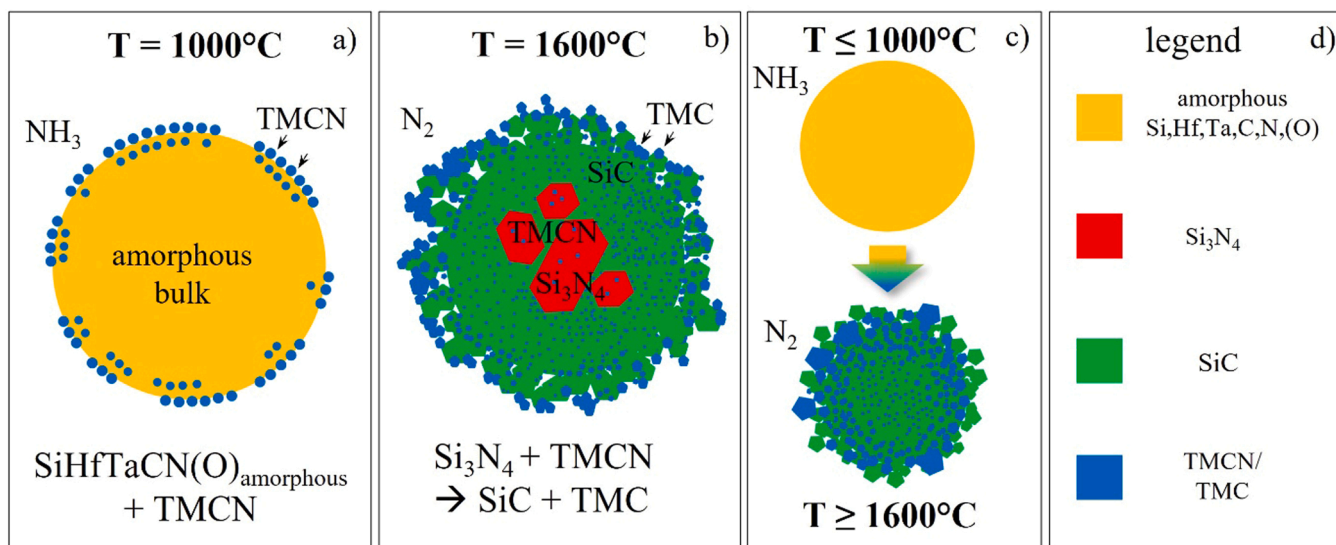 T = 1000°C
a)
NH₃
TMCN
amorphous
bulk
SiHfTaCN(O)amorphous
+ TMCN
T = 1600°C
b)
N₂
TMC
SiC
TMCN
Si₃N₄
Si₃N₄ + TMCN
→ SiC + TMC
T ≤ 1000°C
c)
NH₃
N₂
T ≥ 1600°C
legend
d)
amorphous
Si,Hf,Ta,C,N,(O)
Si₃N₄
SiC
TMCN/
TMC